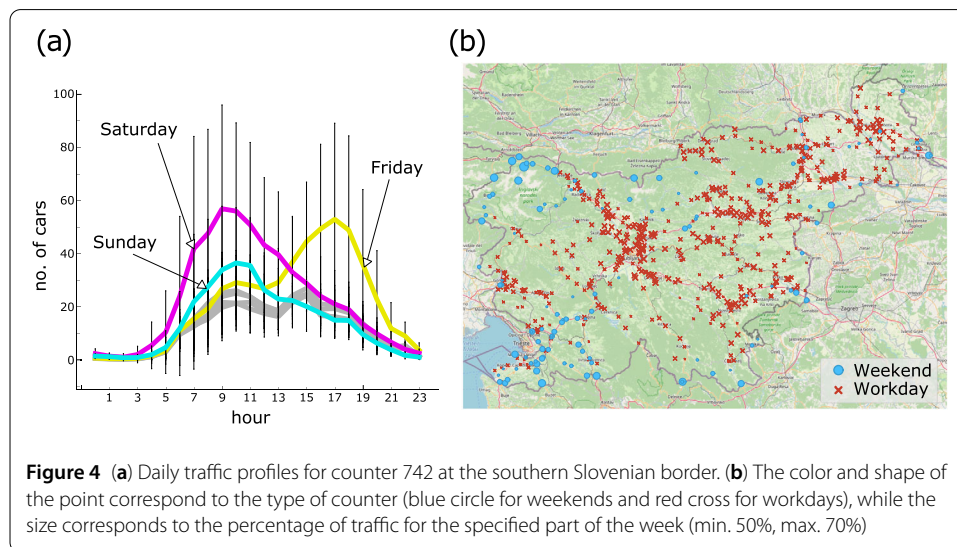 (a)
(b)
100
80
60
40
20
0
no. of cars
Saturday
Sunday
Friday
1 3 5 7 9 11 13 15 17 19 21 23
hour
Zagreb
Trieste
Weekend
Workday
Figure 4 (a) Daily traffic profiles for counter 742 at the southern Slovenian border. (b) The color and shape of
the point correspond to the type of counter (blue circle for weekends and red cross for workdays), while the
size corresponds to the percentage of traffic for the specified part of the week (min. 50%, max. 70%)